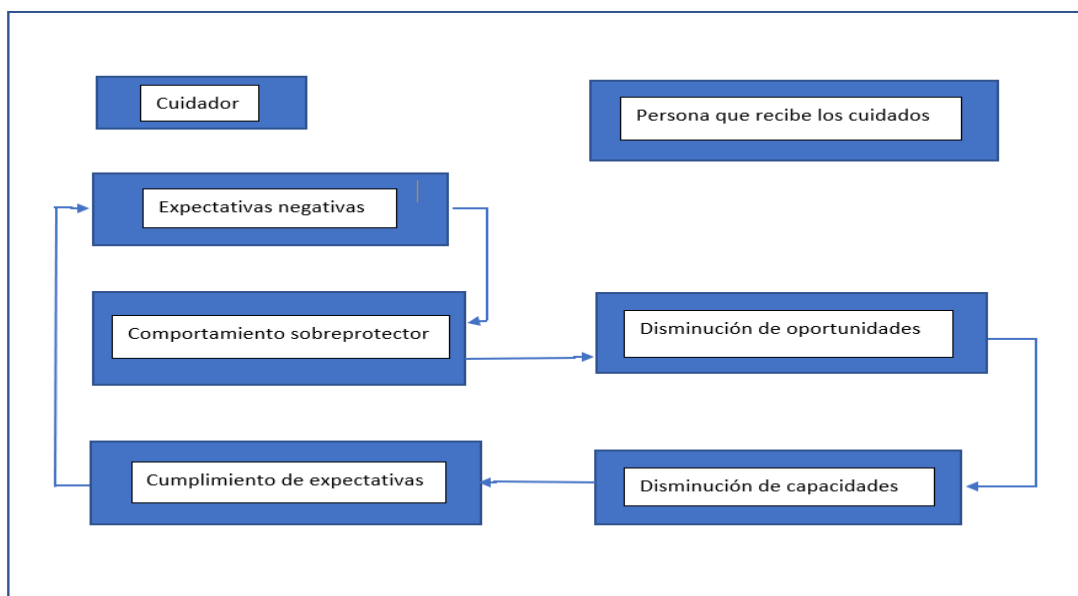 Cuidador
Persona que recibe los cuidados
Expectativas negativas
Comportamiento sobreprotector
Disminución de oportunidades
Cumplimiento de expectativas
Disminución de capacidades